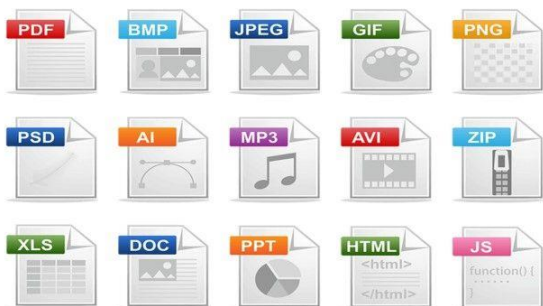 PDF
BMP
JPEG
GIF
PNG
PSD
AI
MP3
AVI
ZIP
XLS
DOC
PPT
HTML
<html>
</html>
JS
function() {
......
}